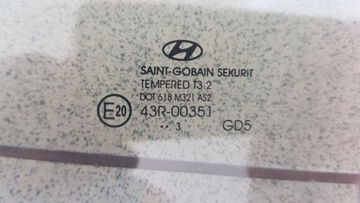 SAINT-GOBAIN SEKURIT
TEMPERED T3.2
DOT 618 M321 AS2
E20 43R-00351
.. 3 GD5